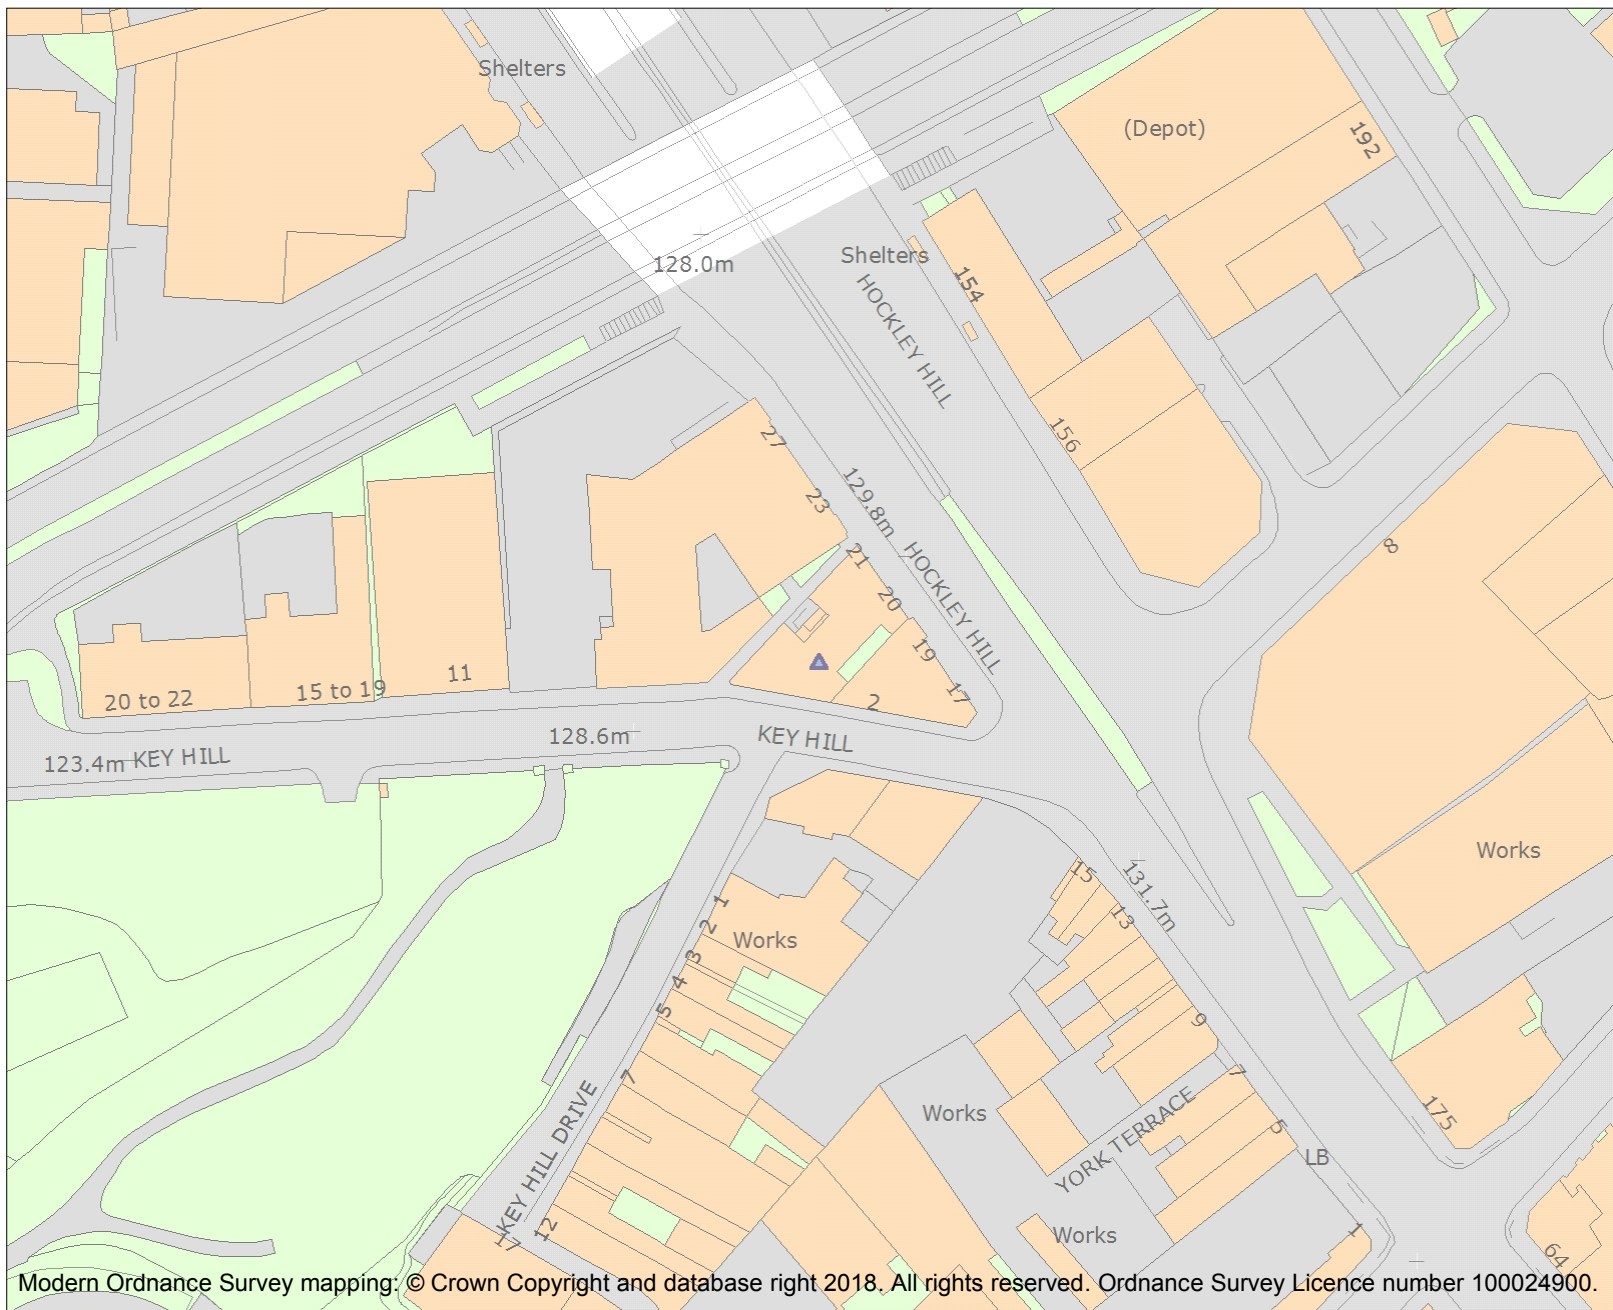 Shelters
(Depot)
192
128.0m
Shelters
HOCKLEY HILL
154
27
156
23
129.8m
21
HOCKLEY HILL
20
19
17
8
20 to 22
15 to 19
11
2
128.6m
KEY HILL
123.4m
KEY HILL
Works
15
131.7m
13
1
2
Works
3
4
5
9
7
7
Works
YORK TERRACE
5
175
LB
KEY HILL DRIVE
12
17
Works
1
64
Modern Ordnance Survey mapping: © Crown Copyright and database right 2018. All rights reserved. Ordnance Survey Licence number 100024900.